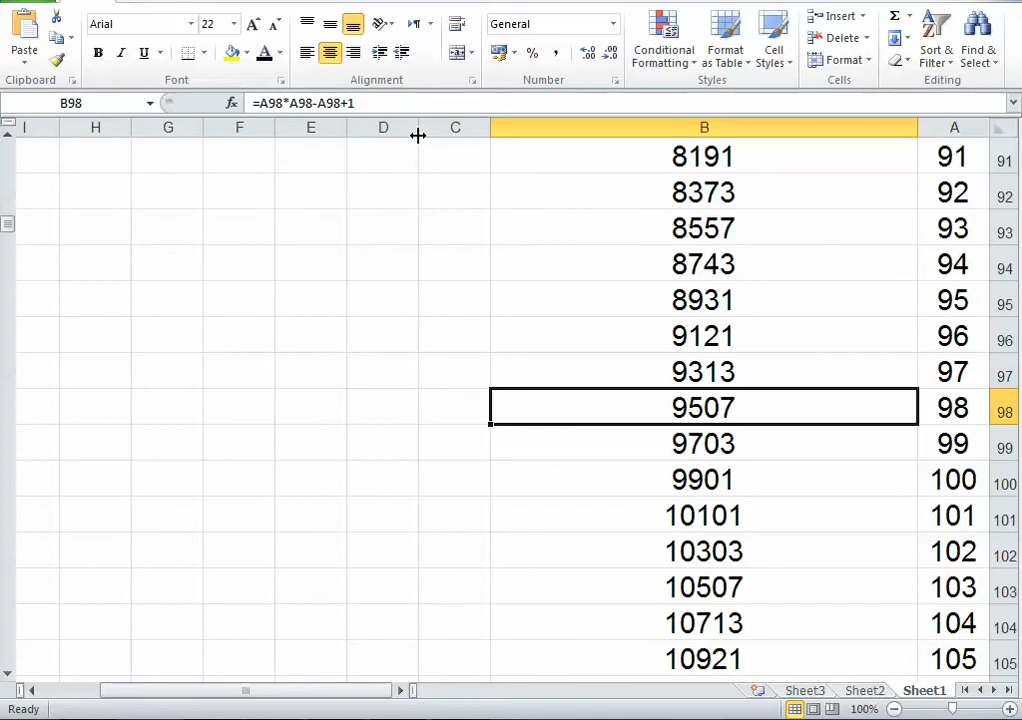 Paste
Clipboard
Arial
22
B I U
Font
Alignment
General
% ,
Number
Conditional Formatting
Format as Table
Cell Styles
Styles
Insert
Delete
Format
Cells
Σ
Sort & Filter
Find & Select
Editing
B98
fx
=A98*A98-A98+1
I H G F E D C B A
8191 91 91
8373 92 92
8557 93 93
8743 94 94
8931 95 95
9121 96 96
9313 97 97
9507 98 98
9703 99 99
9901 100 100
10101 101 101
10303 102 102
10507 103 103
10713 104 104
10921 105 105
Sheet3 Sheet2 Sheet1
Ready
100%